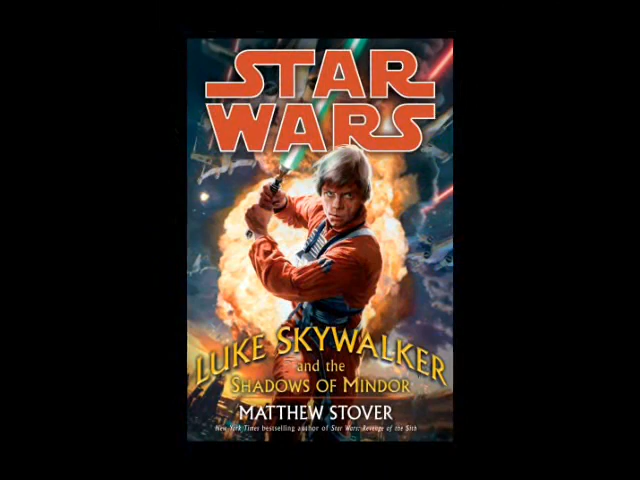 STAR
WARS
LUKE SKYWALKER
and the
SHADOWS OF MINDOR
MATTHEW STOVER
New York Times bestselling author of Star Wars: Revenge of the Sith